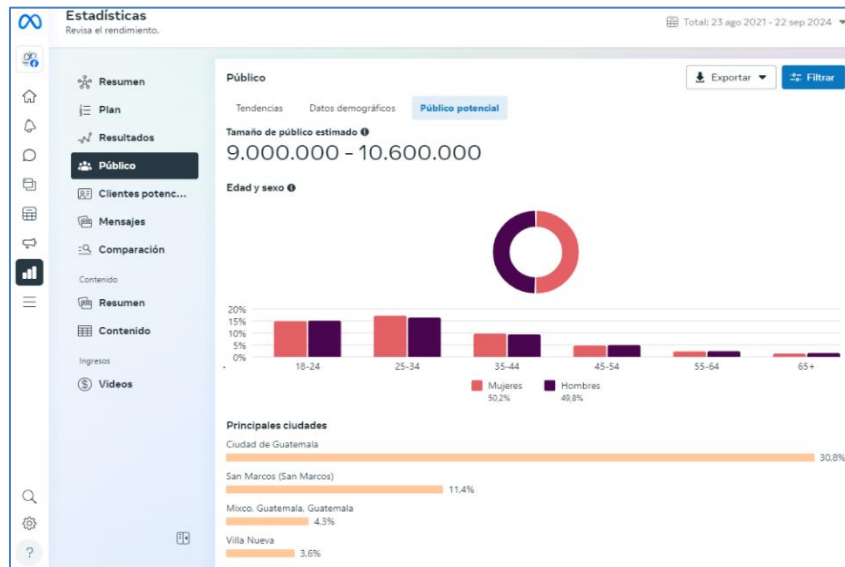 Estadísticas
Revisa el rendimiento.
Total: 23 ago 2021 - 22 sep 2024
Resumen
Plan
Resultados
Público
Clientes potenc...
Mensajes
Comparación
Contenido
Resumen
Contenido
Ingresos
Videos
?
Público
Exportar
Filtrar
Tendencias Datos demográficos Público potencial
Tamaño de público estimado
9.000.000 - 10.600.000
Edad y sexo
20%
15%
10%
5%
0%
18-24 25-34 35-44 45-54 55-64 65+
Mujeres Hombres
50,2% 49,8%
Principales ciudades
Ciudad de Guatemala
30.8%
San Marcos (San Marcos)
11,4%
Mixco, Guatemala, Guatemala
4.3%
Villa Nueva
3,6%